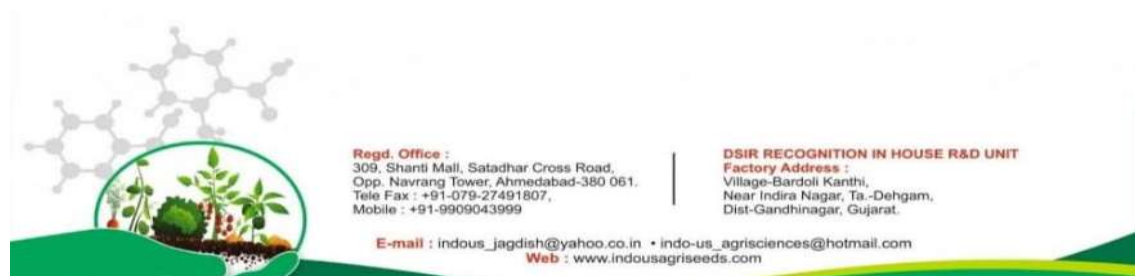 Regd. Office :
309, Shanti Mall, Satadhar Cross Road,
Opp. Navrang Tower, Ahmedabad-380 061.
Tele Fax : +91-079-27491807,
Mobile : +91-9909043999
DSIR RECOGNITION IN HOUSE R&D UNIT
Factory Address :
Village-Bardoli Kanthi,
Near Indira Nagar, Ta.-Dehgam,
Dist-Gandhinagar, Gujarat.
E-mail : indous_jagdish@yahoo.co.in • indo-us_agrisciences@hotmail.com
Web : www.indousagriseeds.com